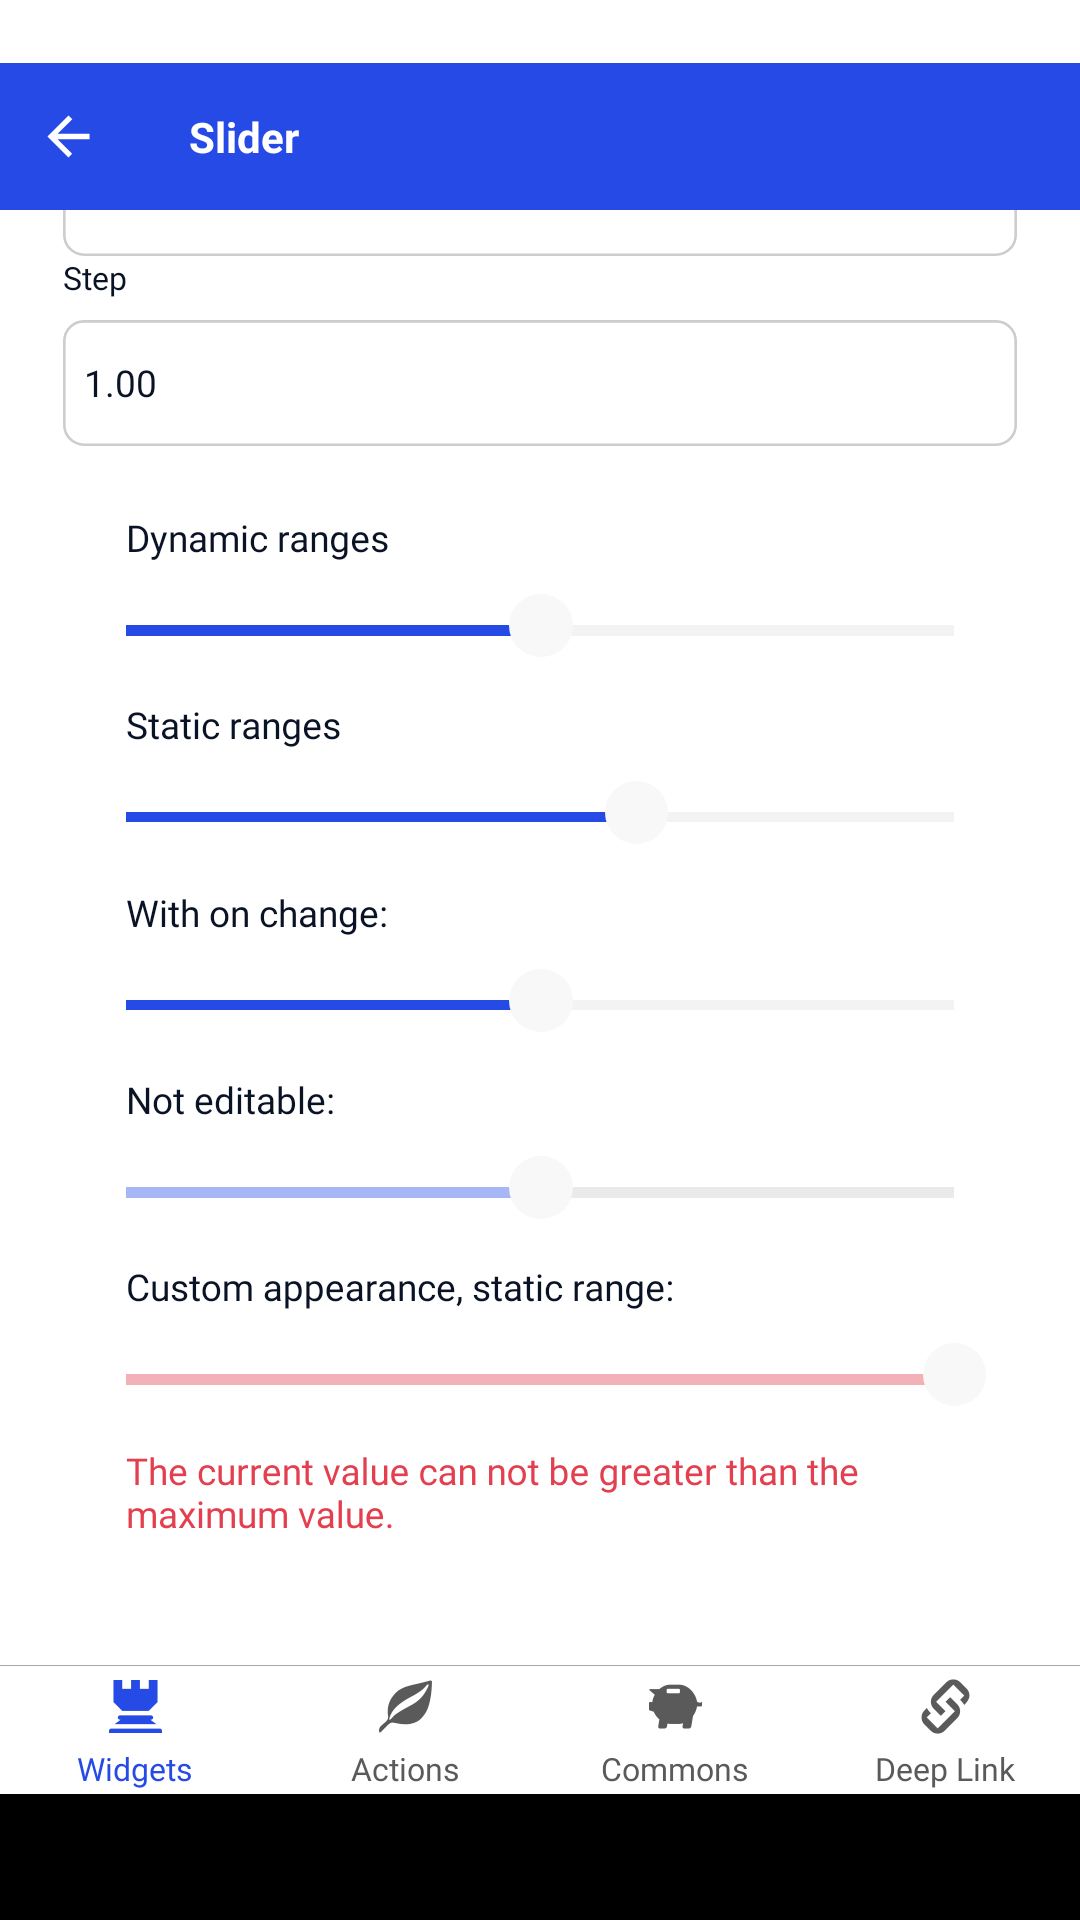 Slider
Step
1.00
Dynamic ranges
Static ranges
With on change:
Not editable:
Custom appearance, static range:
The current value can not be greater than the
maximum value.
Widgets
Actions
Commons
Deep Link